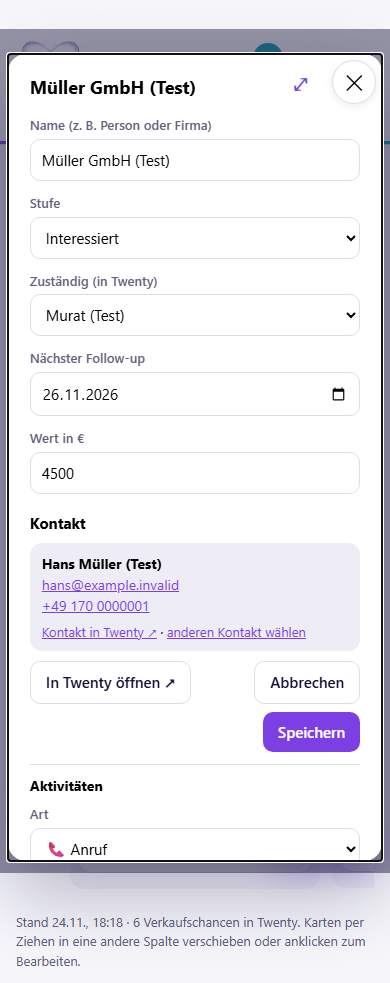 Müller GmbH (Test)
Name (z. B. Person oder Firma)
Müller GmbH (Test)
Stufe
Interessiert
Zuständig (in Twenty)
Murat (Test)
Nächster Follow-up
26.11.2026
Wert in €
4500
Kontakt
Hans Müller (Test)
hans@example.invalid
+49 170 0000001
Kontakt in Twenty ↗ · anderen Kontakt wählen
In Twenty öffnen ↗ Abbrechen
Speichern
Aktivitäten
Art
📞 Anruf
Stand 24.11., 18:18 · 6 Verkaufschancen in Twenty. Karten per
Ziehen in eine andere Spalte verschieben oder anklicken zum
Bearbeiten.